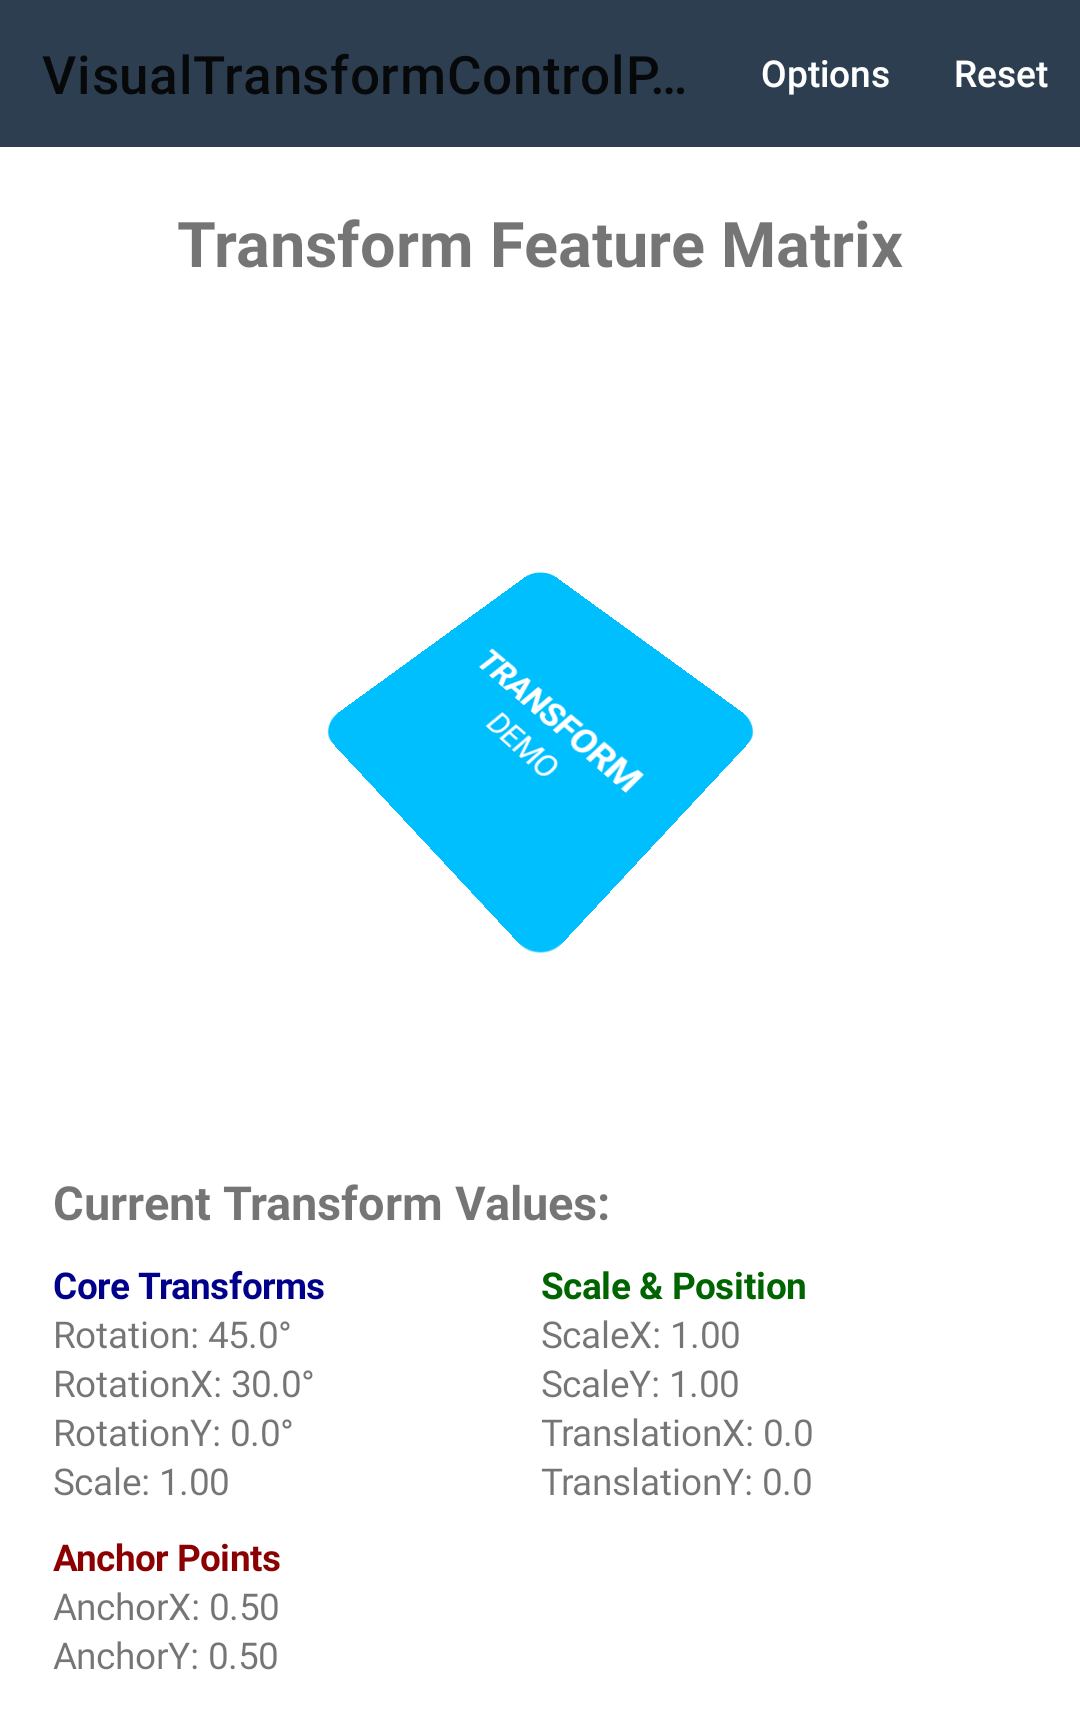 VisualTransformControlP...
Options
Reset
Transform Feature Matrix
TRANSFORM
DEMO
Current Transform Values:
Core Transforms
Rotation: 45.0°
RotationX: 30.0°
RotationY: 0.0°
Scale: 1.00
Scale & Position
ScaleX: 1.00
ScaleY: 1.00
TranslationX: 0.0
TranslationY: 0.0
Anchor Points
AnchorX: 0.50
AnchorY: 0.50